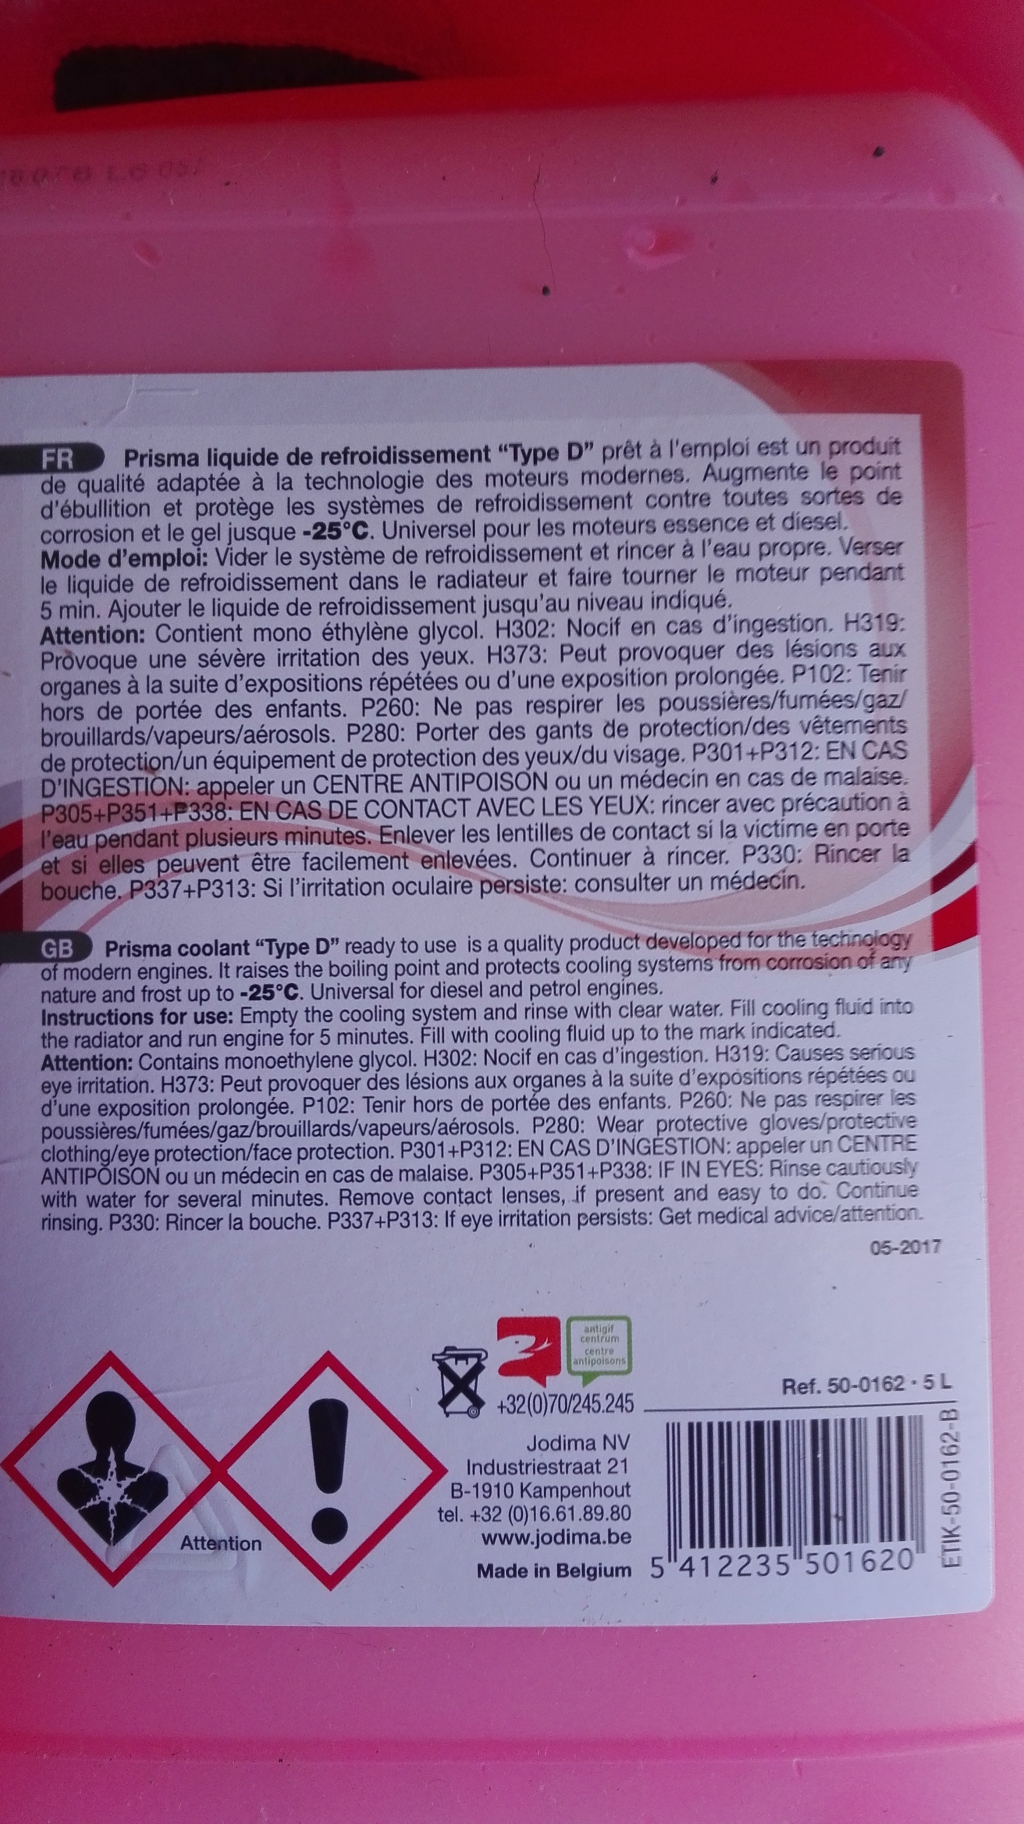 FR Prisma liquide de refroidissement “Type D” prêt à l'emploi est un produit
de qualité adaptée à la technologie des moteurs modernes. Augmente le point
d'ébullition et protège les systèmes de refroidissement contre toutes sortes de
corrosion et le gel jusque -25°C. Universel pour les moteurs essence et diesel.
Mode d'emploi: Vider le système de refroidissement et rincer à l'eau propre. Verser
le liquide de refroidissement dans le radiateur et faire tourner le moteur pendant
5 min. Ajouter le liquide de refroidissement jusqu'au niveau indiqué.
Attention: Contient mono éthylène glycol. H302: Nocif en cas d'ingestion. H319:
Provoque une sévère irritation des yeux. H373: Peut provoquer des lésions aux
organes à la suite d'expositions répétées ou d'une exposition prolongée. P102: Tenir
hors de portée des enfants. P260: Ne pas respirer les poussières/fumées/gaz/
brouillards/vapeurs/aérosols. P280: Porter des gants de protection/des vêtements
de protection/un équipement de protection des yeux/du visage. P301+P312: EN CAS
D'INGESTION: appeler un CENTRE ANTIPOISON ou un médecin en cas de malaise.
P305+P351+P338: EN CAS DE CONTACT AVEC LES YEUX: rincer avec précaution à
l'eau pendant plusieurs minutes. Enlever les lentilles de contact si la victime en porte
et si elles peuvent être facilement enlevées. Continuer à rincer. P330: Rincer la
bouche. P337+P313: Si l'irritation oculaire persiste: consulter un médecin.
GB Prisma coolant “Type D” ready to use is a quality product developed for the technology
of modern engines. It raises the boiling point and protects cooling systems from corrosion of any
nature and frost up to -25°C. Universal for diesel and petrol engines.
Instructions for use: Empty the cooling system and rinse with clear water. Fill cooling fluid into
the radiator and run engine for 5 minutes. Fill with cooling fluid up to the mark indicated.
Attention: Contains monoethylene glycol. H302: Nocif en cas d'ingestion. H319: Causes serious
eye irritation. H373: Peut provoquer des lésions aux organes à la suite d'expositions répétées ou
d'une exposition prolongée. P102: Tenir hors de portée des enfants. P260: Ne pas respirer les
poussières/fumées/gaz/brouillards/vapeurs/aérosols. P280: Wear protective gloves/protective
clothing/eye protection/face protection. P301+P312: EN CAS D'INGESTION: appeler un CENTRE
ANTIPOISON ou un médecin en cas de malaise. P305+P351+P338: IF IN EYES: Rinse cautiously
with water for several minutes. Remove contact lenses, if present and easy to do. Continue
rinsing. P330: Rincer la bouche. P337+P313: If eye irritation persists: Get medical advice/attention.
05-2017
antigif
centrum
centre
antipoisons
+32(0)70/245.245
Attention
Jodima NV
Industriestraat 21
B-1910 Kampenhout
tel. +32 (0)16.61.89.80
www.jodima.be
Made in Belgium
Ref. 50-0162 · 5 L
5 412235 501620
ETIK-50-0162-B